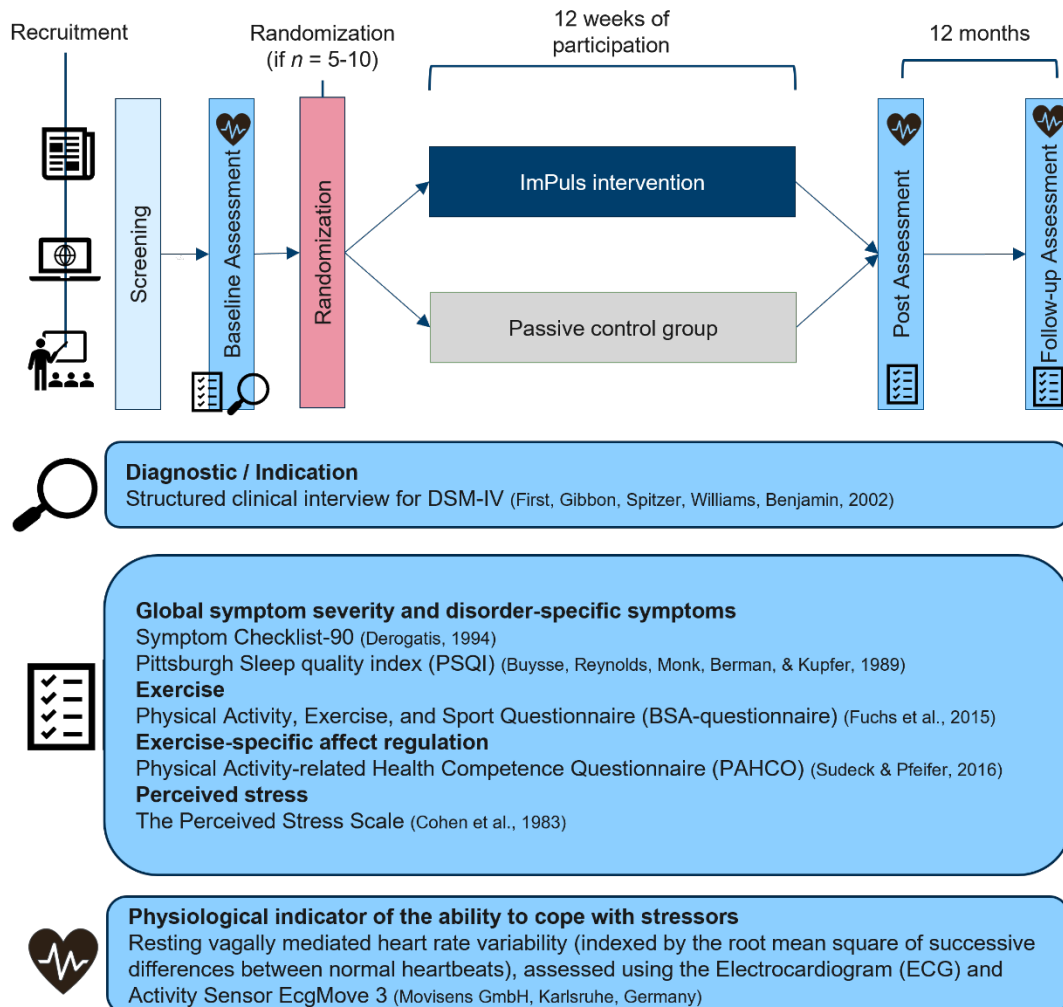 Recruitment
Randomization
(if n = 5-10)
12 weeks of
participation
12 months
Screening
Baseline Assessment
Randomization
ImPuls intervention
Passive control group
Post Assessment
Follow-up Assessment
Diagnostic / Indication
Structured clinical interview for DSM-IV (First, Gibbon, Spitzer, Williams, Benjamin, 2002)
Global symptom severity and disorder-specific symptoms
Symptom Checklist-90 (Derogatis, 1994)
Pittsburgh Sleep quality index (PSQI) (Buysse, Reynolds, Monk, Berman, & Kupfer, 1989)
Exercise
Physical Activity, Exercise, and Sport Questionnaire (BSA-questionnaire) (Fuchs et al., 2015)
Exercise-specific affect regulation
Physical Activity-related Health Competence Questionnaire (PAHCO) (Sudeck & Pfeifer, 2016)
Perceived stress
The Perceived Stress Scale (Cohen et al., 1983)
Physiological indicator of the ability to cope with stressors
Resting vagally mediated heart rate variability (indexed by the root mean square of successive
differences between normal heartbeats), assessed using the Electrocardiogram (ECG) and
Activity Sensor EcgMove 3 (Movisens GmbH, Karlsruhe, Germany)